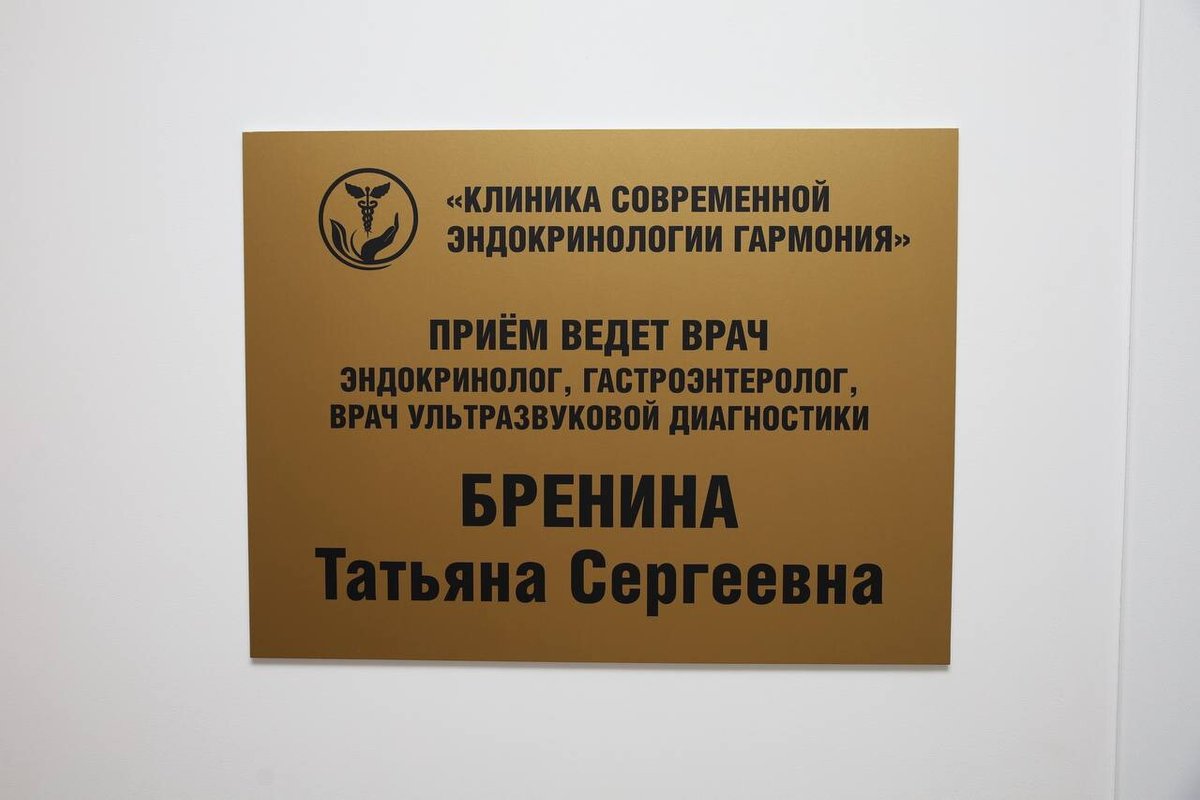 «КЛИНИКА СОВРЕМЕННОЙ
ЭНДОКРИНОЛОГИИ ГАРМОНИЯ»
ПРИЁМ ВЕДЕТ ВРАЧ
ЭНДОКРИНОЛОГ, ГАСТРОЭНТЕРОЛОГ,
ВРАЧ УЛЬТРАЗВУКОВОЙ ДИАГНОСТИКИ
БРЕНИНА
Татьяна Сергеевна